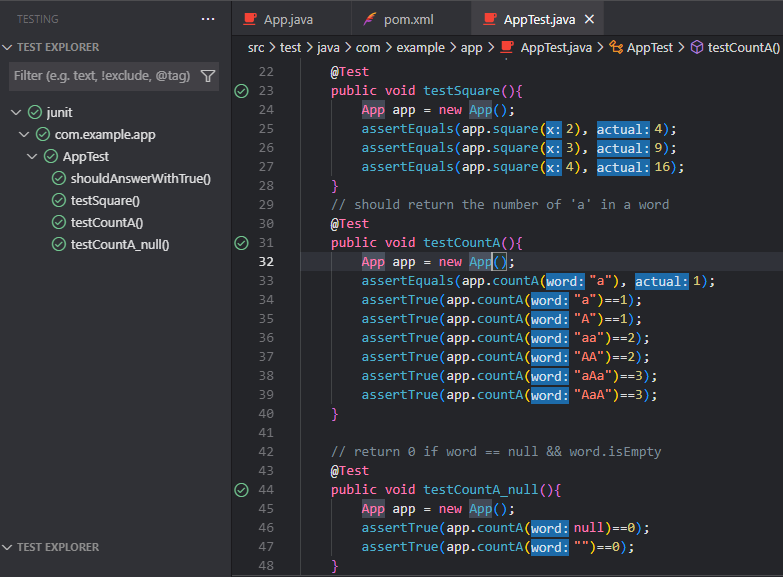 TESTING ...
TEST EXPLORER
Filter (e.g. text, !exclude, @tag)
junit
com.example.app
AppTest
shouldAnswerWithTrue()
testSquare()
testCountA()
testCountA_null()
TEST EXPLORER
App.java pom.xml AppTest.java
src > test > java > com > example > app > AppTest.java > AppTest > testCountA()
22 @Test
23 public void testSquare(){
24 App app = new App();
25 assertEquals(app.square(x: 2), actual: 4);
26 assertEquals(app.square(x: 3), actual: 9);
27 assertEquals(app.square(x: 4), actual: 16);
28 }
29 // should return the number of 'a' in a word
30 @Test
31 public void testCountA(){
32 App app = new App();
33 assertEquals(app.countA(word: "a"), actual: 1);
34 assertTrue(app.countA(word: "a")==1);
35 assertTrue(app.countA(word: "A")==1);
36 assertTrue(app.countA(word: "aa")==2);
37 assertTrue(app.countA(word: "AA")==2);
38 assertTrue(app.countA(word: "aAa")==3);
39 assertTrue(app.countA(word: "AaA")==3);
40 }
41
42 // return 0 if word == null && word.isEmpty
43 @Test
44 public void testCountA_null(){
45 App app = new App();
46 assertTrue(app.countA(word: null)==0);
47 assertTrue(app.countA(word: "")==0);
48 }